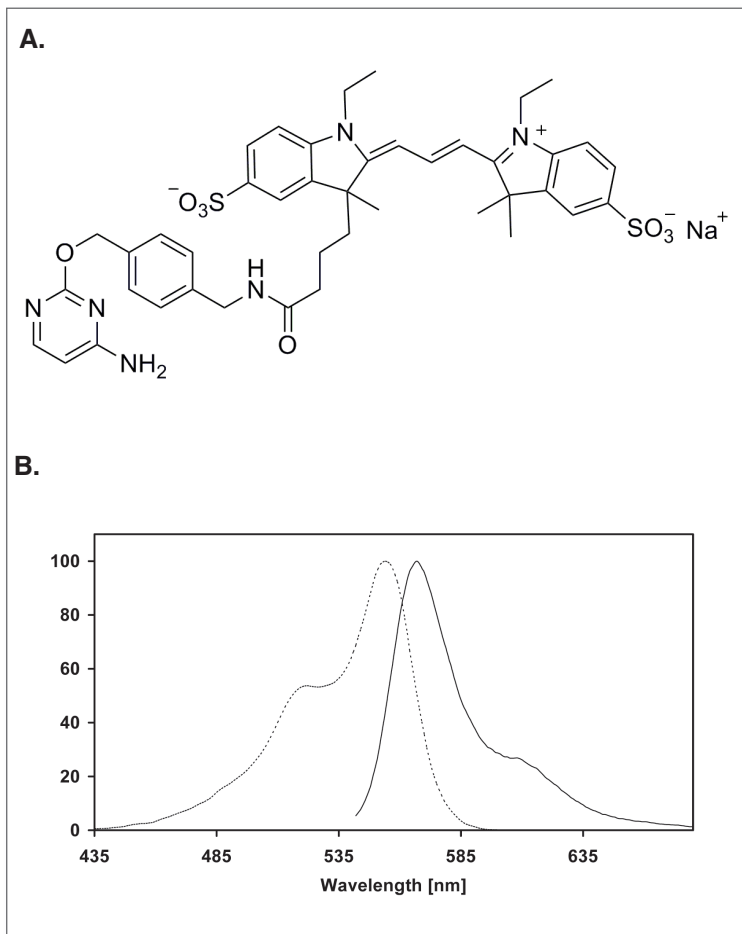 A.
N
N
+
⁻O₃S
SO₃⁻ Na⁺
O
H
N
N
N
O
NH₂
B.
100
80
60
40
20
0
435 485 535 585 635
Wavelength [nm]